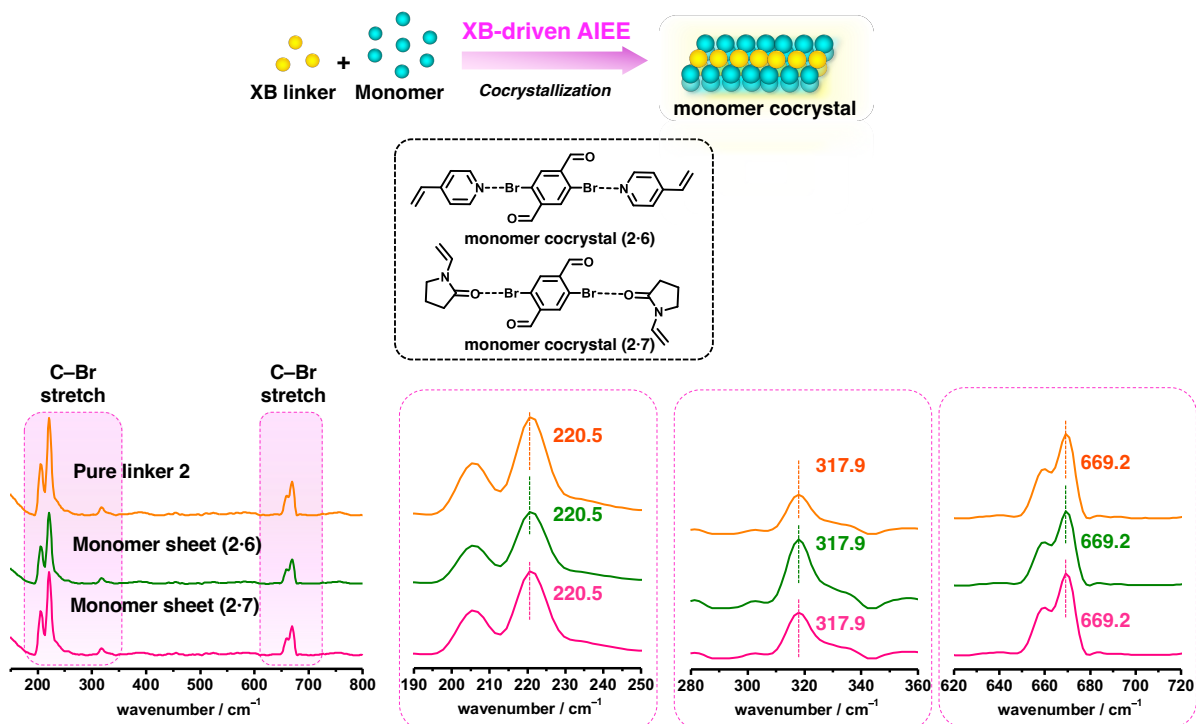 XB-driven AIEE
XB linker + Monomer
Cocrystallization
monomer cocrystal
O
N Br Br N
O
monomer cocrystal (2·6)
N
O
O Br Br O
O
N
monomer cocrystal (2·7)
C–Br
stretch
C–Br
stretch
Pure linker 2
Monomer sheet (2·6)
Monomer sheet (2·7)
200 300 400 500 600 700 800
wavenumber / cm⁻¹
220.5
220.5
220.5
190 200 210 220 230 240 250
wavenumber / cm⁻¹
317.9
317.9
317.9
280 300 320 340 360
wavenumber / cm⁻¹
669.2
669.2
669.2
620 640 660 680 700 720
wavenumber / cm⁻¹